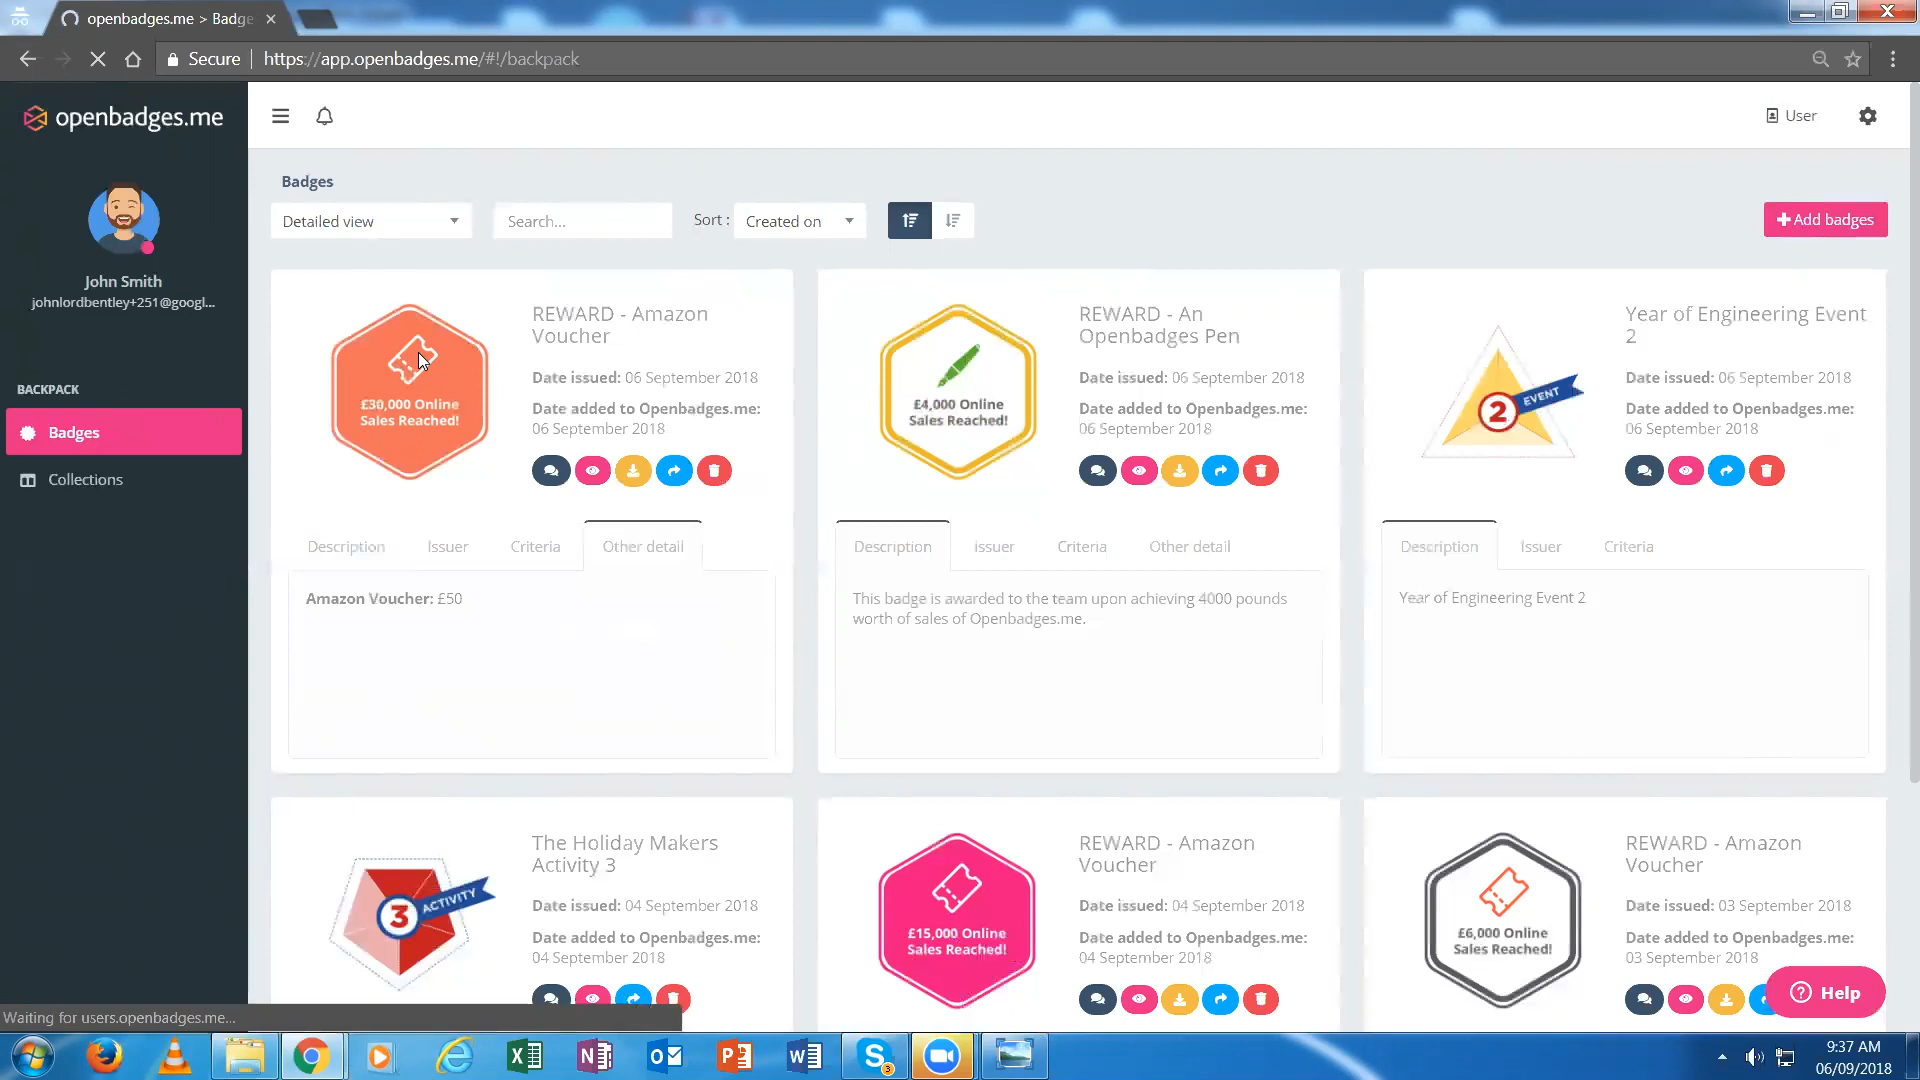 openbadges.me > Badge
Secure
https://app.openbadges.me/#!/backpack
openbadges.me
User
John Smith
johnlordbentley+251@googl...
BACKPACK
Badges
Collections
Badges
Detailed view
Search...
Sort :
Created on
Add badges
£30,000 Online
Sales Reached!
REWARD - Amazon
Voucher
Date issued: 06 September 2018
Date added to Openbadges.me:
06 September 2018
Description
Issuer
Criteria
Other detail
Amazon Voucher: £50
£4,000 Online
Sales Reached!
REWARD - An
Openbadges Pen
Date issued: 06 September 2018
Date added to Openbadges.me:
06 September 2018
Description
Issuer
Criteria
Other detail
This badge is awarded to the team upon achieving 4000 pounds
worth of sales of Openbadges.me.
2
EVENT
Year of Engineering Event
2
Date issued: 06 September 2018
Date added to Openbadges.me:
06 September 2018
Description
Issuer
Criteria
Year of Engineering Event 2
3
ACTIVITY
The Holiday Makers
Activity 3
Date issued: 04 September 2018
Date added to Openbadges.me:
04 September 2018
£15,000 Online
Sales Reached!
REWARD - Amazon
Voucher
Date issued: 04 September 2018
Date added to Openbadges.me:
04 September 2018
£6,000 Online
Sales Reached!
REWARD - Amazon
Voucher
Date issued: 03 September 2018
Date added to Openbadges.me:
03 September 2018
Help
Waiting for users.openbadges.me...
9:37 AM
06/09/2018